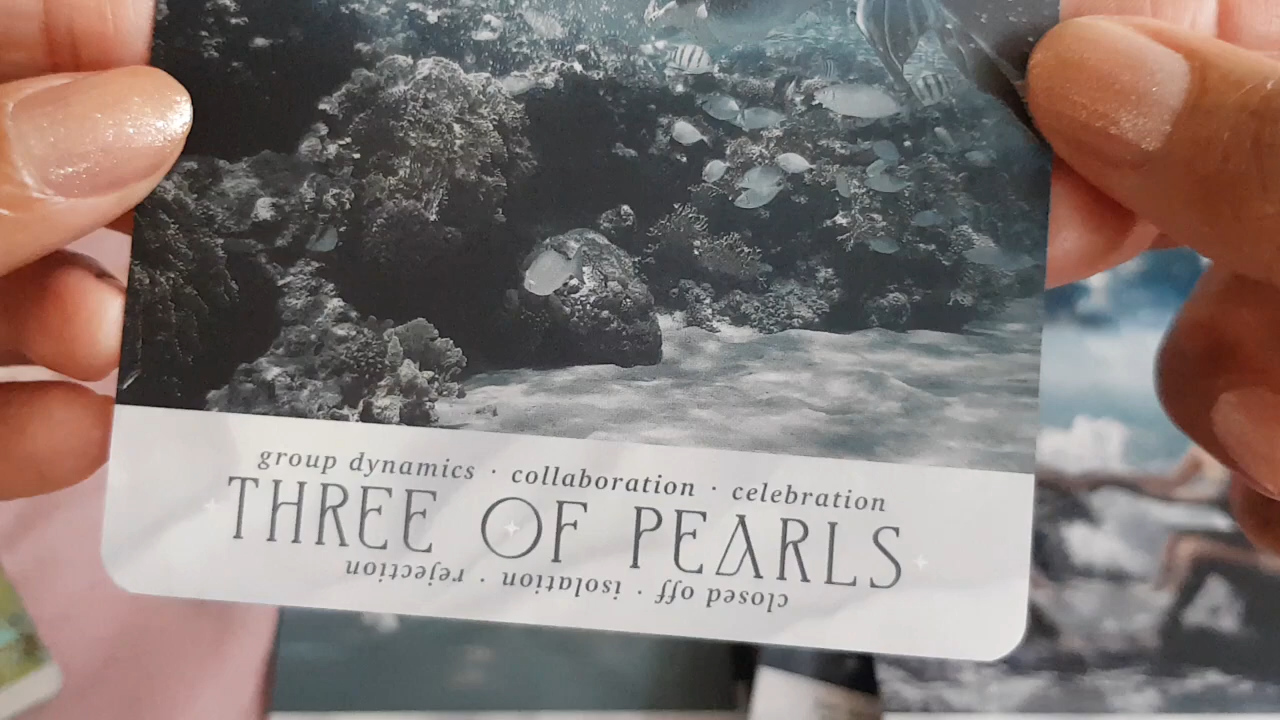 group dynamics · collaboration · celebration
THREE OF PEARLS
closed off · isolation · rejection